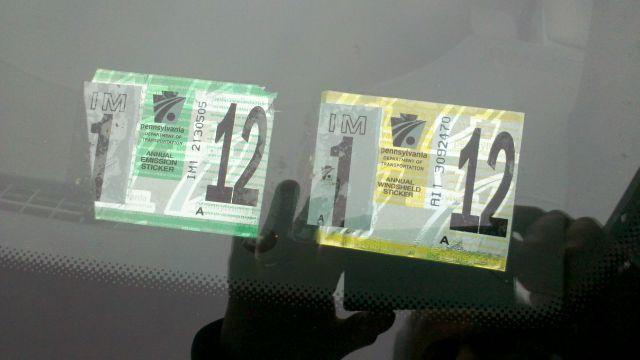 IM
1
pennsylvania
DEPARTMENT OF
TRANSPORTATION
ANNUAL
EMISSION
STICKER
IM1 2130505
12
A
IM
1
A
pennsylvania
DEPARTMENT OF
TRANSPORTATION
ANNUAL
WINDSHIELD
STICKER
AI1 3092470
12
A